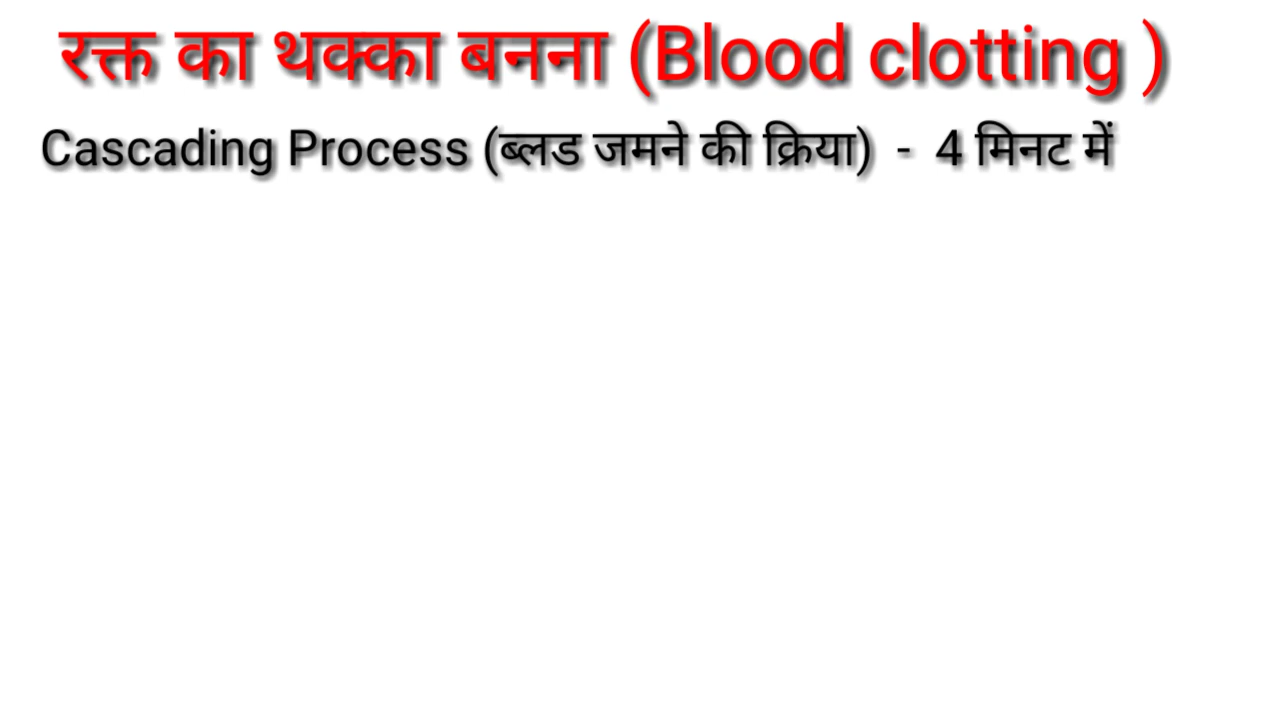 रक्त का थक्का बनना (Blood clotting )
Cascading Process (ब्लड जमने की क्रिया) - 4 मिनट में